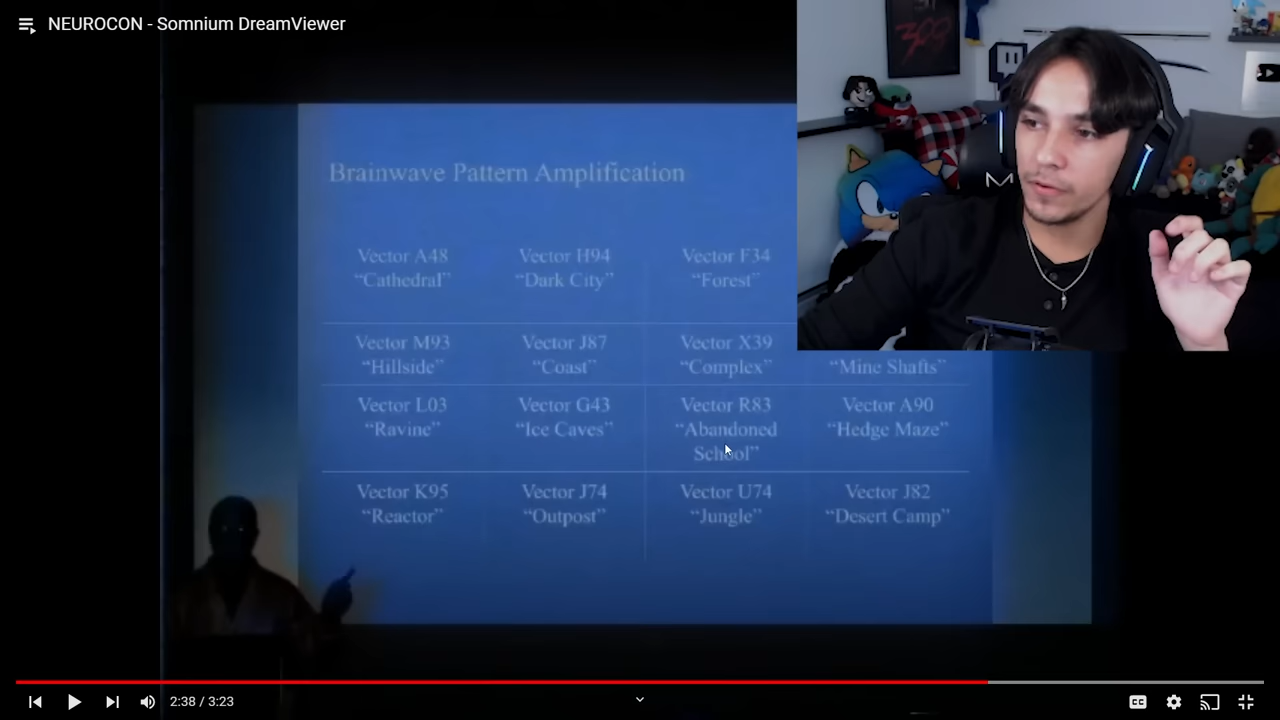 NEUROCON - Somnium DreamViewer
300
Brainwave Pattern Amplification
Vector A48
“Cathedral”
Vector H94
“Dark City”
Vector F34
“Forest”
Vector M93
“Hillside”
Vector J87
“Coast”
Vector X39
“Complex”
“Mine Shafts”
Vector L03
“Ravine”
Vector G43
“Ice Caves”
Vector R83
“Abandoned
School”
Vector A90
“Hedge Maze”
Vector K95
“Reactor”
Vector J74
“Outpost”
Vector U74
“Jungle”
Vector J82
“Desert Camp”
2:38 / 3:23
CC